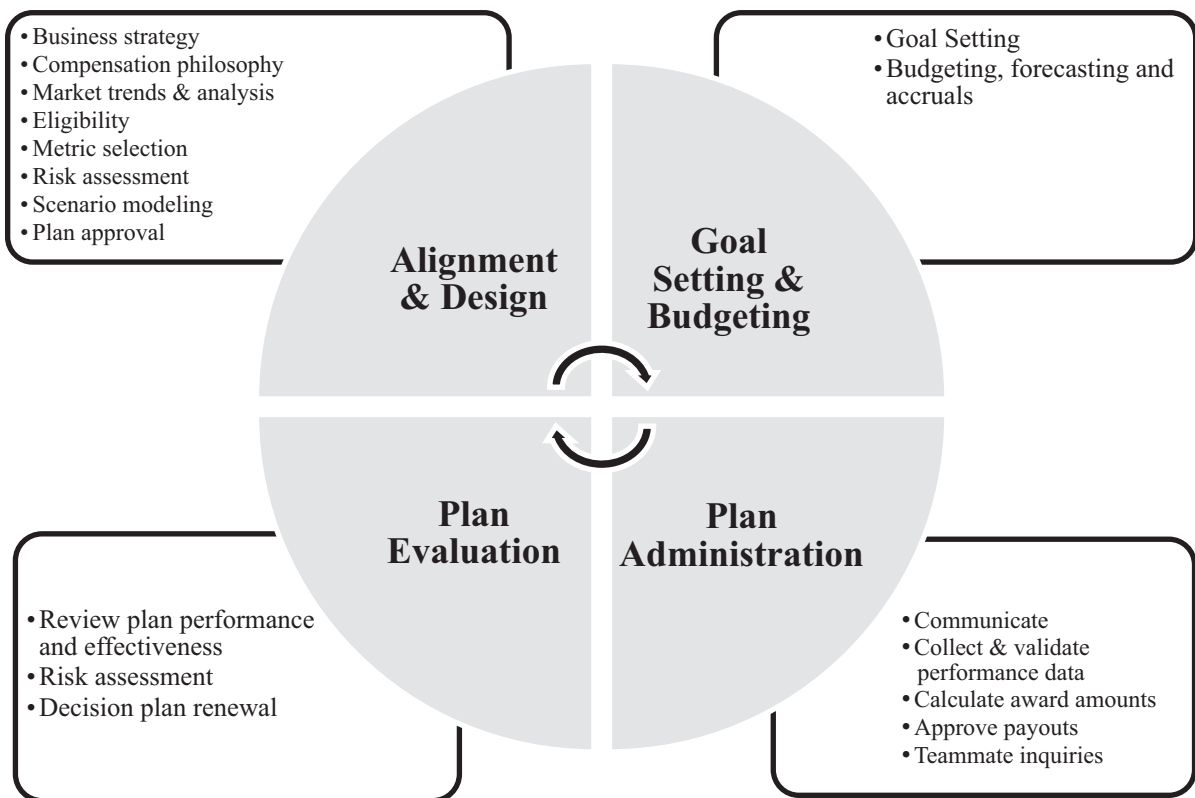 • Business strategy
• Compensation philosophy
• Market trends & analysis
• Eligibility
• Metric selection
• Risk assessment
• Scenario modeling
• Plan approval
• Goal Setting
• Budgeting, forecasting and
accruals
Alignment
& Design
Goal
Setting &
Budgeting
Plan
Evaluation
Plan
Administration
• Review plan performance
and effectiveness
• Risk assessment
• Decision plan renewal
• Communicate
• Collect & validate
performance data
• Calculate award amounts
• Approve payouts
• Teammate inquiries